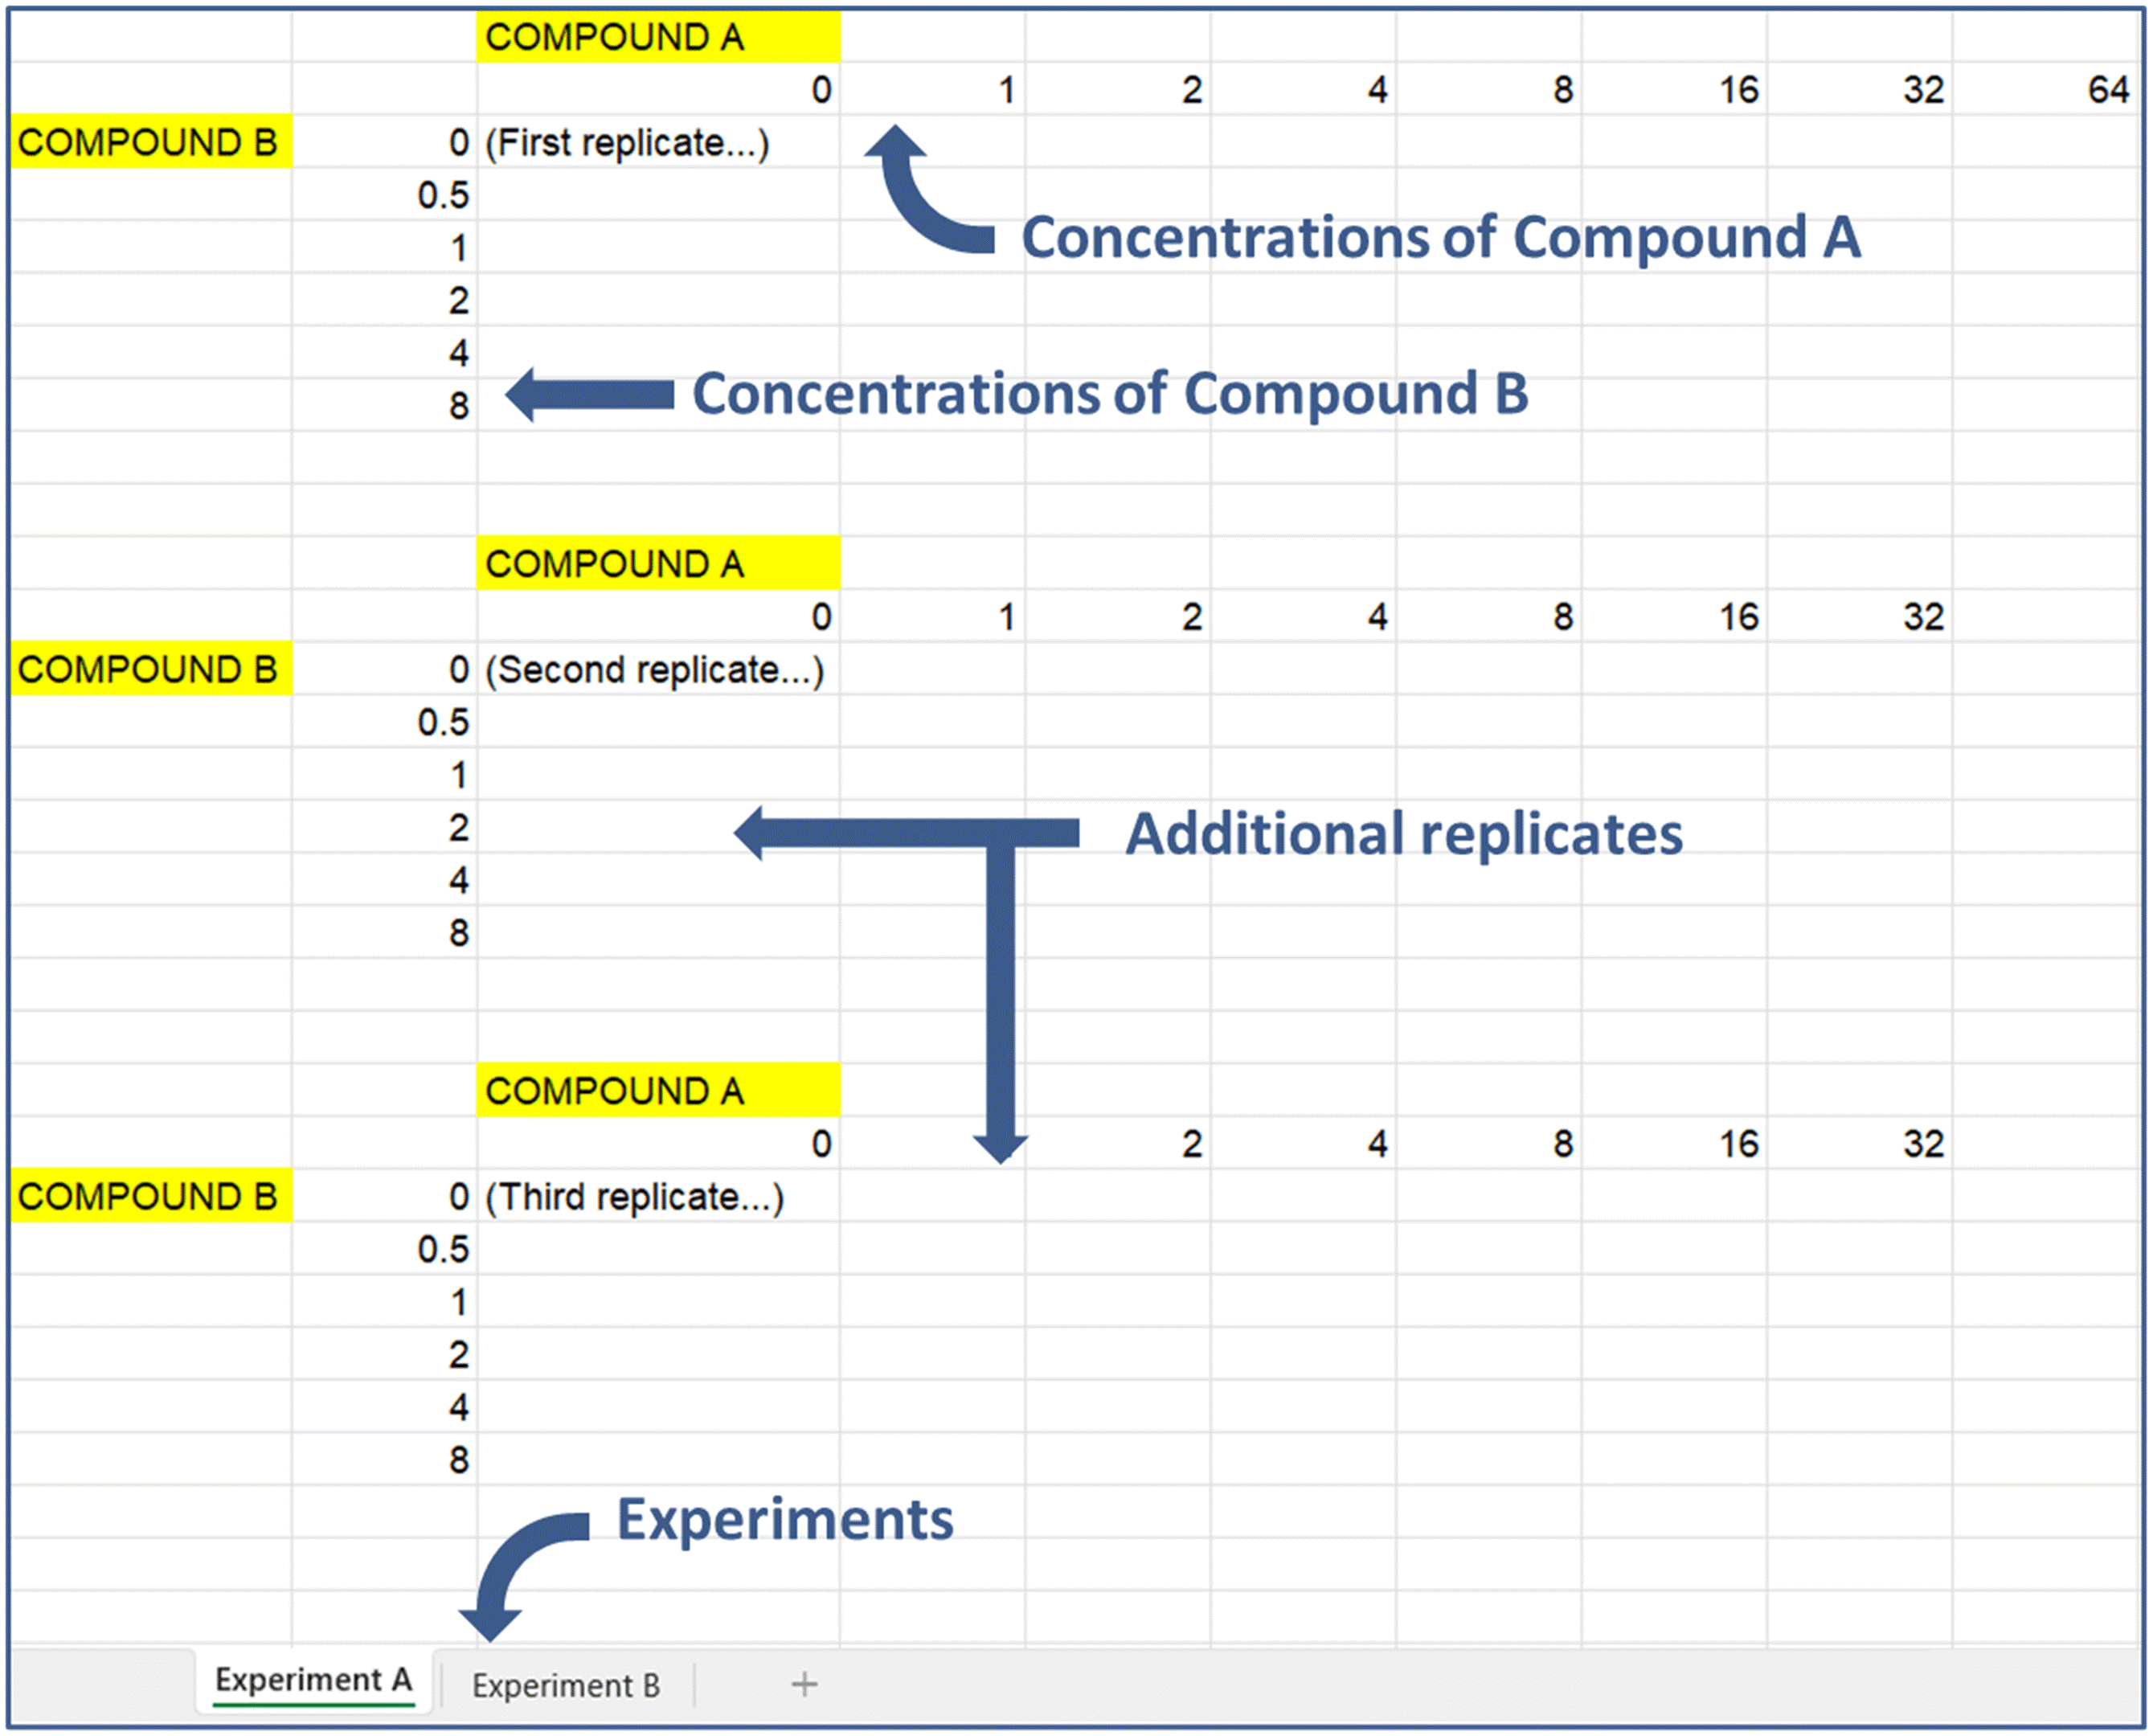 COMPOUND A
0 1 2 4 8 16 32 64
COMPOUND B 0 (First replicate...)
0.5
Concentrations of Compound A
1
2
4
Concentrations of Compound B
8
COMPOUND A
0 1 2 4 8 16 32
COMPOUND B 0 (Second replicate...)
0.5
1
2 Additional replicates
4
8
COMPOUND A
0 2 4 8 16 32
COMPOUND B 0 (Third replicate...)
0.5
1
2
4
8
Experiments
Experiment A Experiment B +